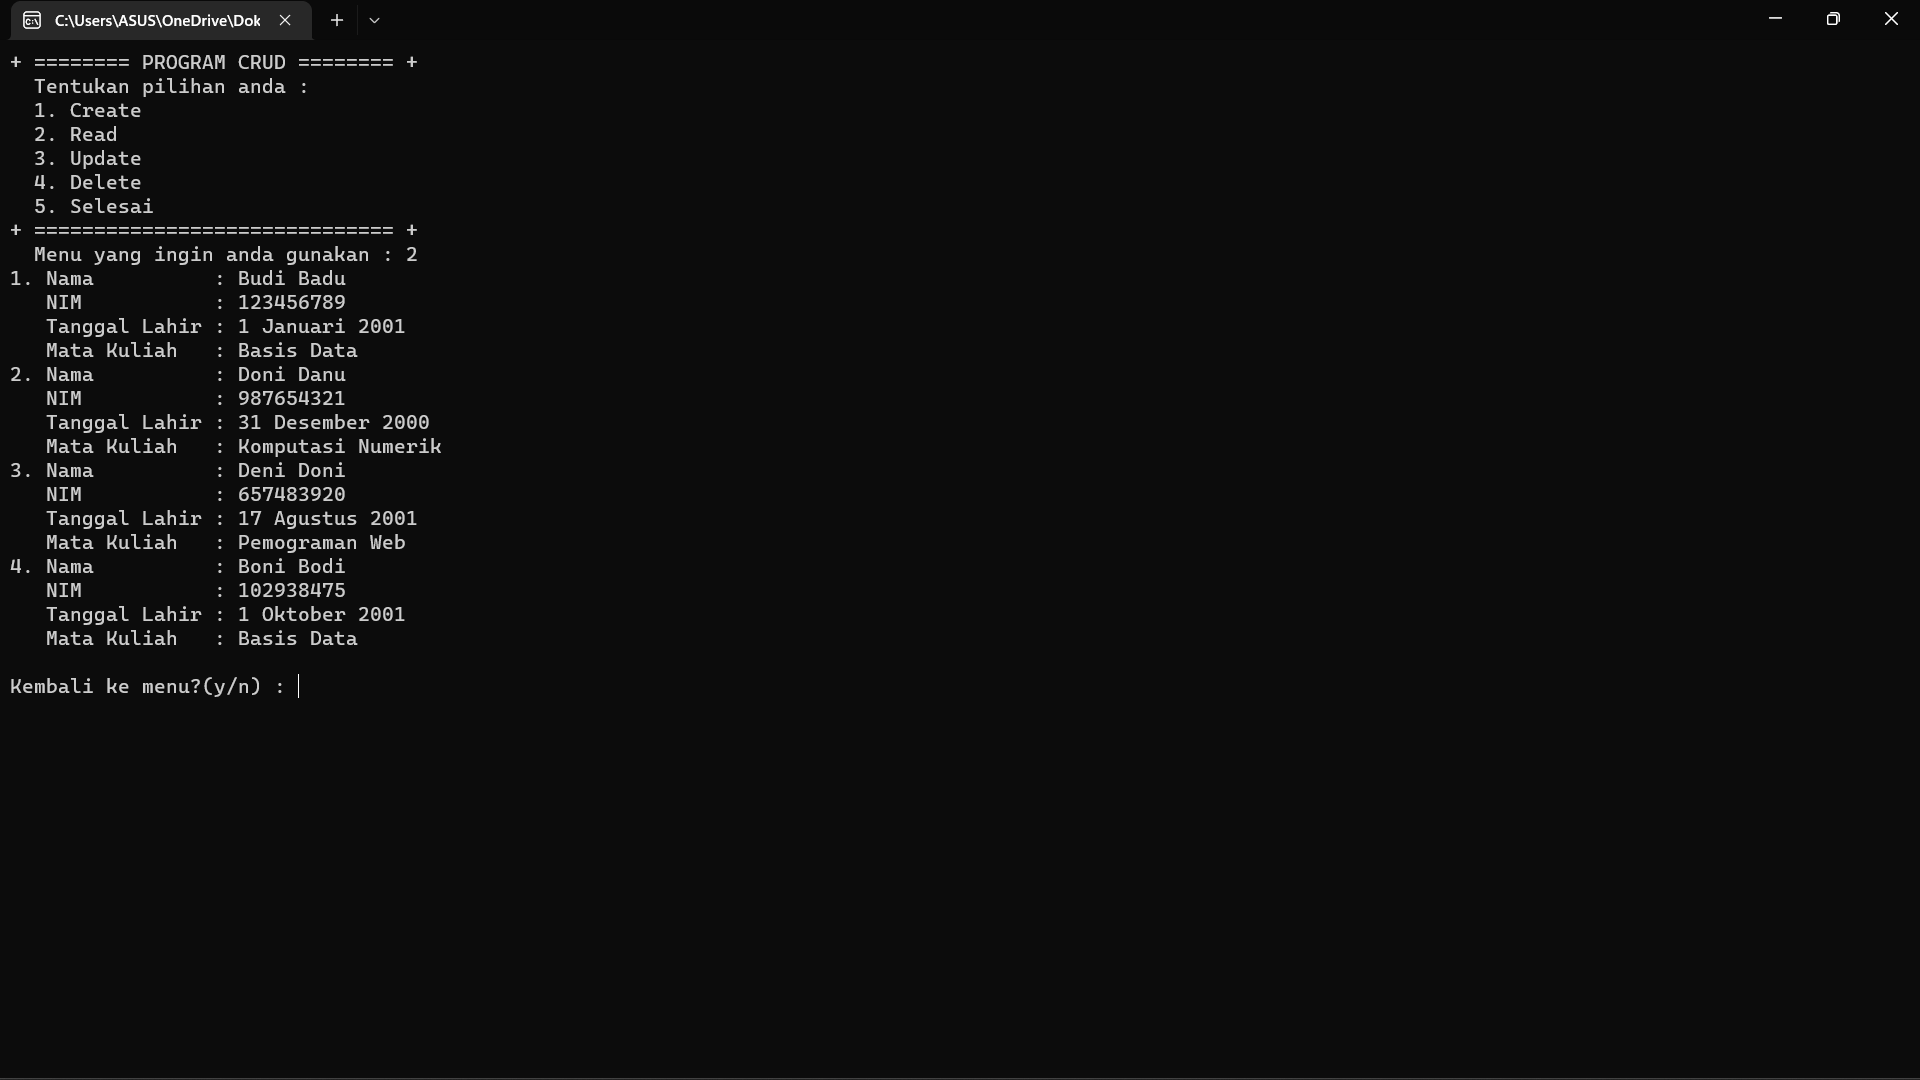 C:\Users\ASUS\OneDrive\Dok
+ ======== PROGRAM CRUD ======== +
  Tentukan pilihan anda :
  1. Create
  2. Read
  3. Update
  4. Delete
  5. Selesai
+ ============================== +
  Menu yang ingin anda gunakan : 2
1. Nama          : Budi Badu
   NIM           : 123456789
   Tanggal Lahir : 1 Januari 2001
   Mata Kuliah   : Basis Data
2. Nama          : Doni Danu
   NIM           : 987654321
   Tanggal Lahir : 31 Desember 2000
   Mata Kuliah   : Komputasi Numerik
3. Nama          : Deni Doni
   NIM           : 657483920
   Tanggal Lahir : 17 Agustus 2001
   Mata Kuliah   : Pemograman Web
4. Nama          : Boni Bodi
   NIM           : 102938475
   Tanggal Lahir : 1 Oktober 2001
   Mata Kuliah   : Basis Data

Kembali ke menu?(y/n) :